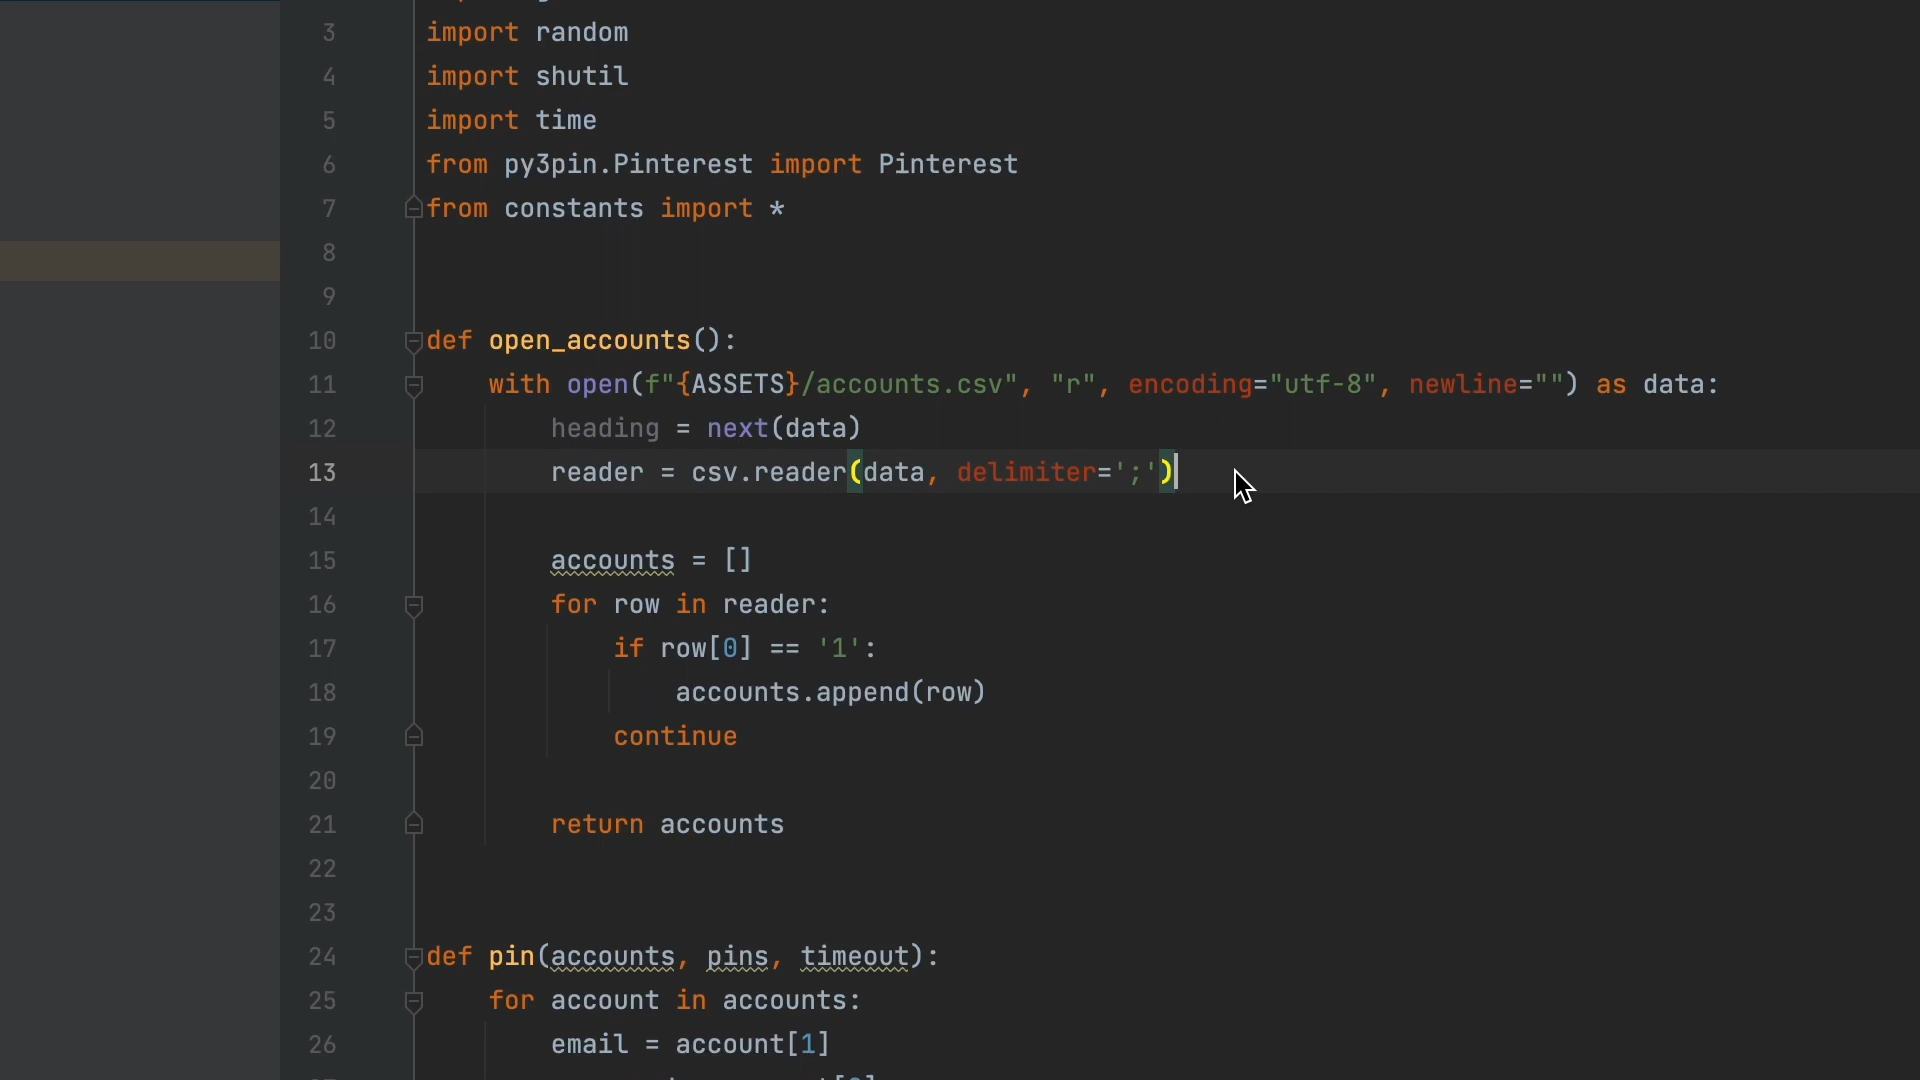 3 import random
4 import shutil
5 import time
6 from py3pin.Pinterest import Pinterest
7 from constants import *
8
9
10 def open_accounts():
11 with open(f"{ASSETS}/accounts.csv", "r", encoding="utf-8", newline="") as data:
12 heading = next(data)
13 reader = csv.reader(data, delimiter=';')
14
15 accounts = []
16 for row in reader:
17 if row[0] == '1':
18 accounts.append(row)
19 continue
20
21 return accounts
22
23
24 def pin(accounts, pins, timeout):
25 for account in accounts:
26 email = account[1]